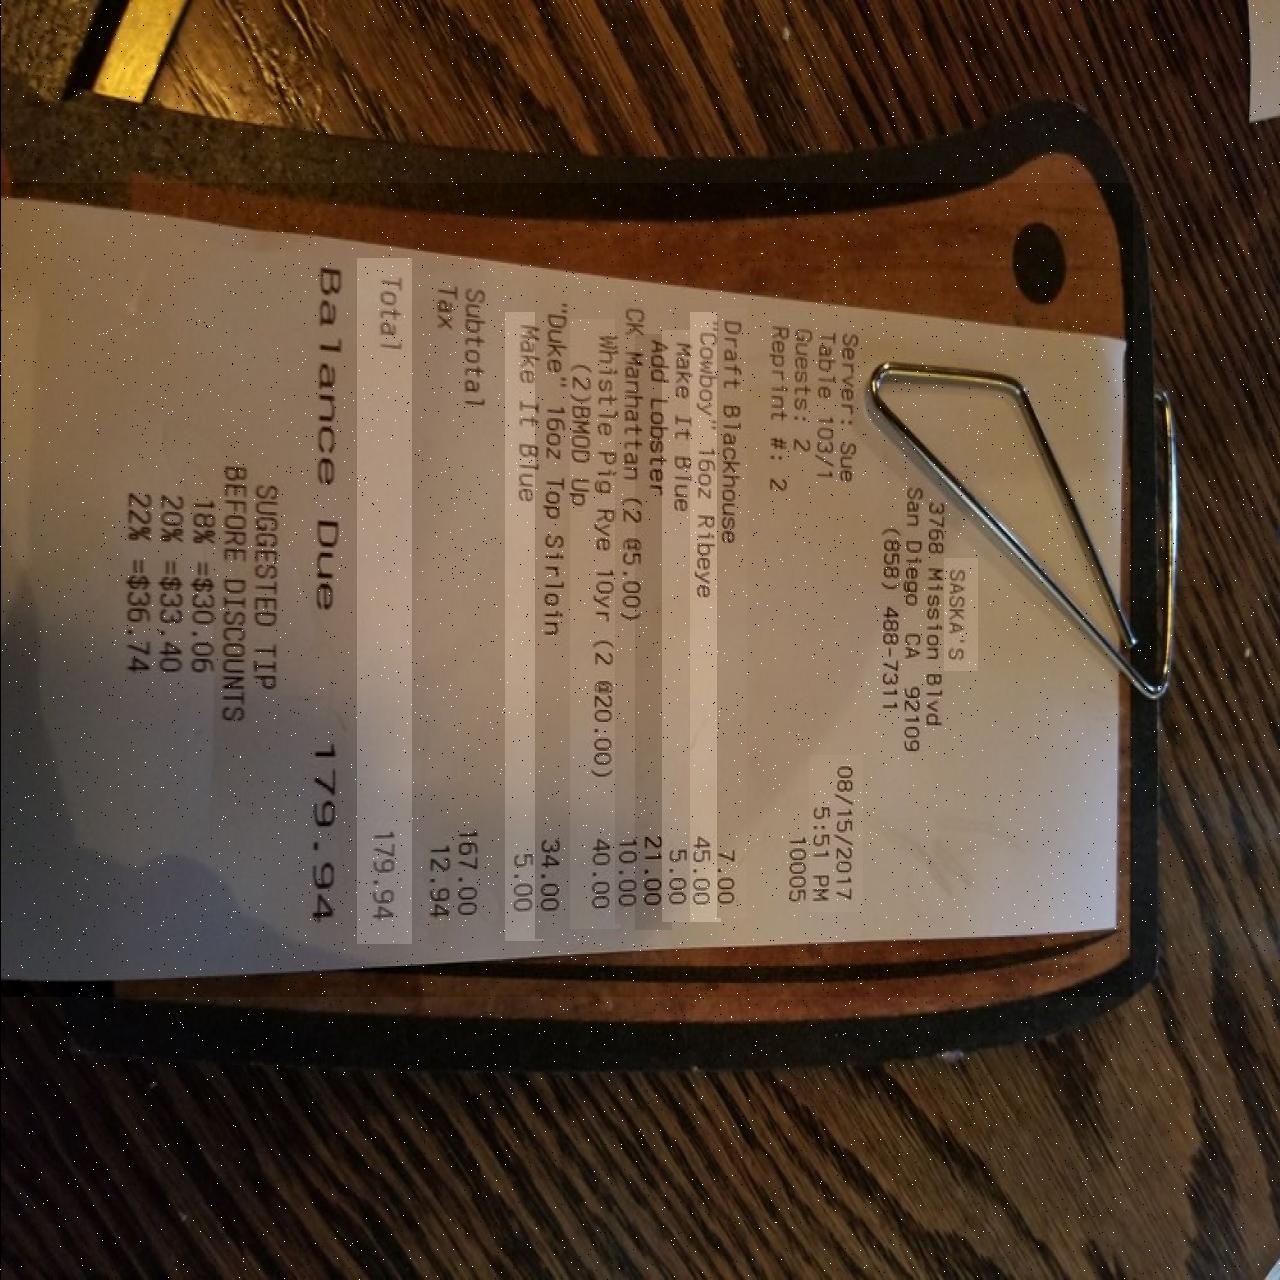 SASKA'S
3768 Mission Blvd
San Diego CA 92109
(858) 488-7311
Server: Sue 08/15/2017
Table 103/1 5:51 PM
Guests: 2 10005
Reprint #: 2
Draft Blackhouse 7.00
"Cowboy" 16oz Ribeye 45.00
Make It Blue 5.00
Add Lobster 21.00
CK Manhattan (2 @5.00) 10.00
Whistle Pig Rye 10yr (2 @20.00) 40.00
(2)BMOD Up
"Duke" 16oz Top Sirloin 34.00
Make It Blue 5.00
Subtotal 167.00
Tax 12.94
Total 179.94
Balance Due 179.94
SUGGESTED TIP
BEFORE DISCOUNTS
18% =$30.06
20% =$33.40
22% =$36.74